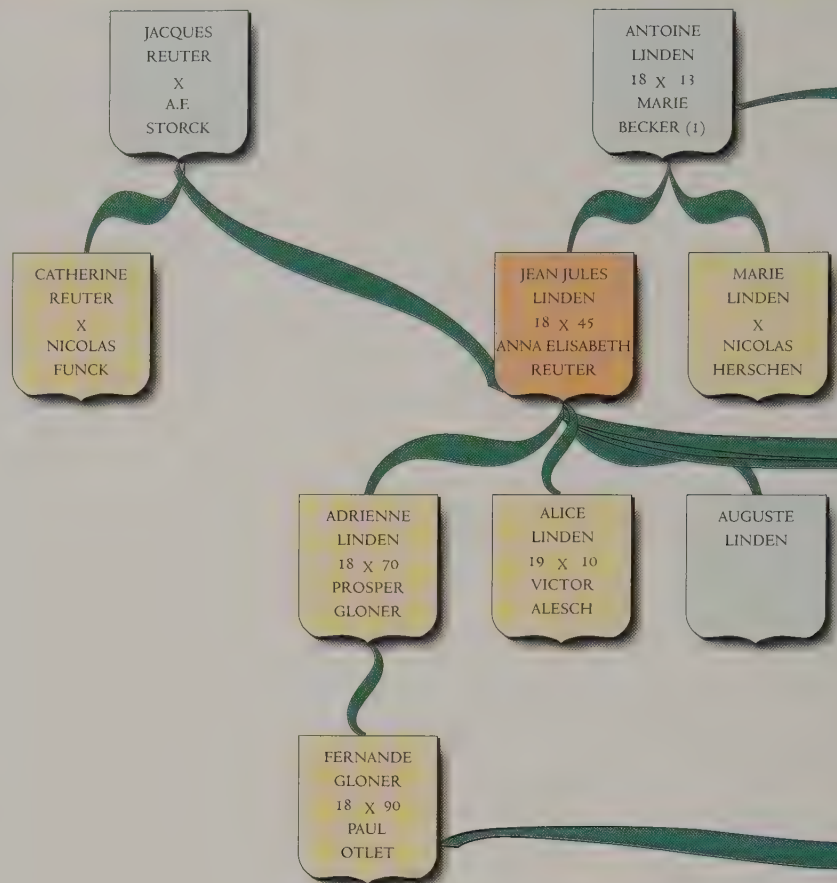 JACQUES
REUTER
X
A.F.
STORCK
ANTOINE
LINDEN
18 X 13
MARIE
BECKER (1)
CATHERINE
REUTER
X
NICOLAS
FUNCK
JEAN JULES
LINDEN
18 X 45
ANNA ELISABETH
REUTER
MARIE
LINDEN
X
NICOLAS
HERSCHEN
ADRIENNE
LINDEN
18 X 70
PROSPER
GLONER
ALICE
LINDEN
19 X 10
VICTOR
ALESCH
AUGUSTE
LINDEN
FERNANDE
GLONER
18 X 90
PAUL
OTLET